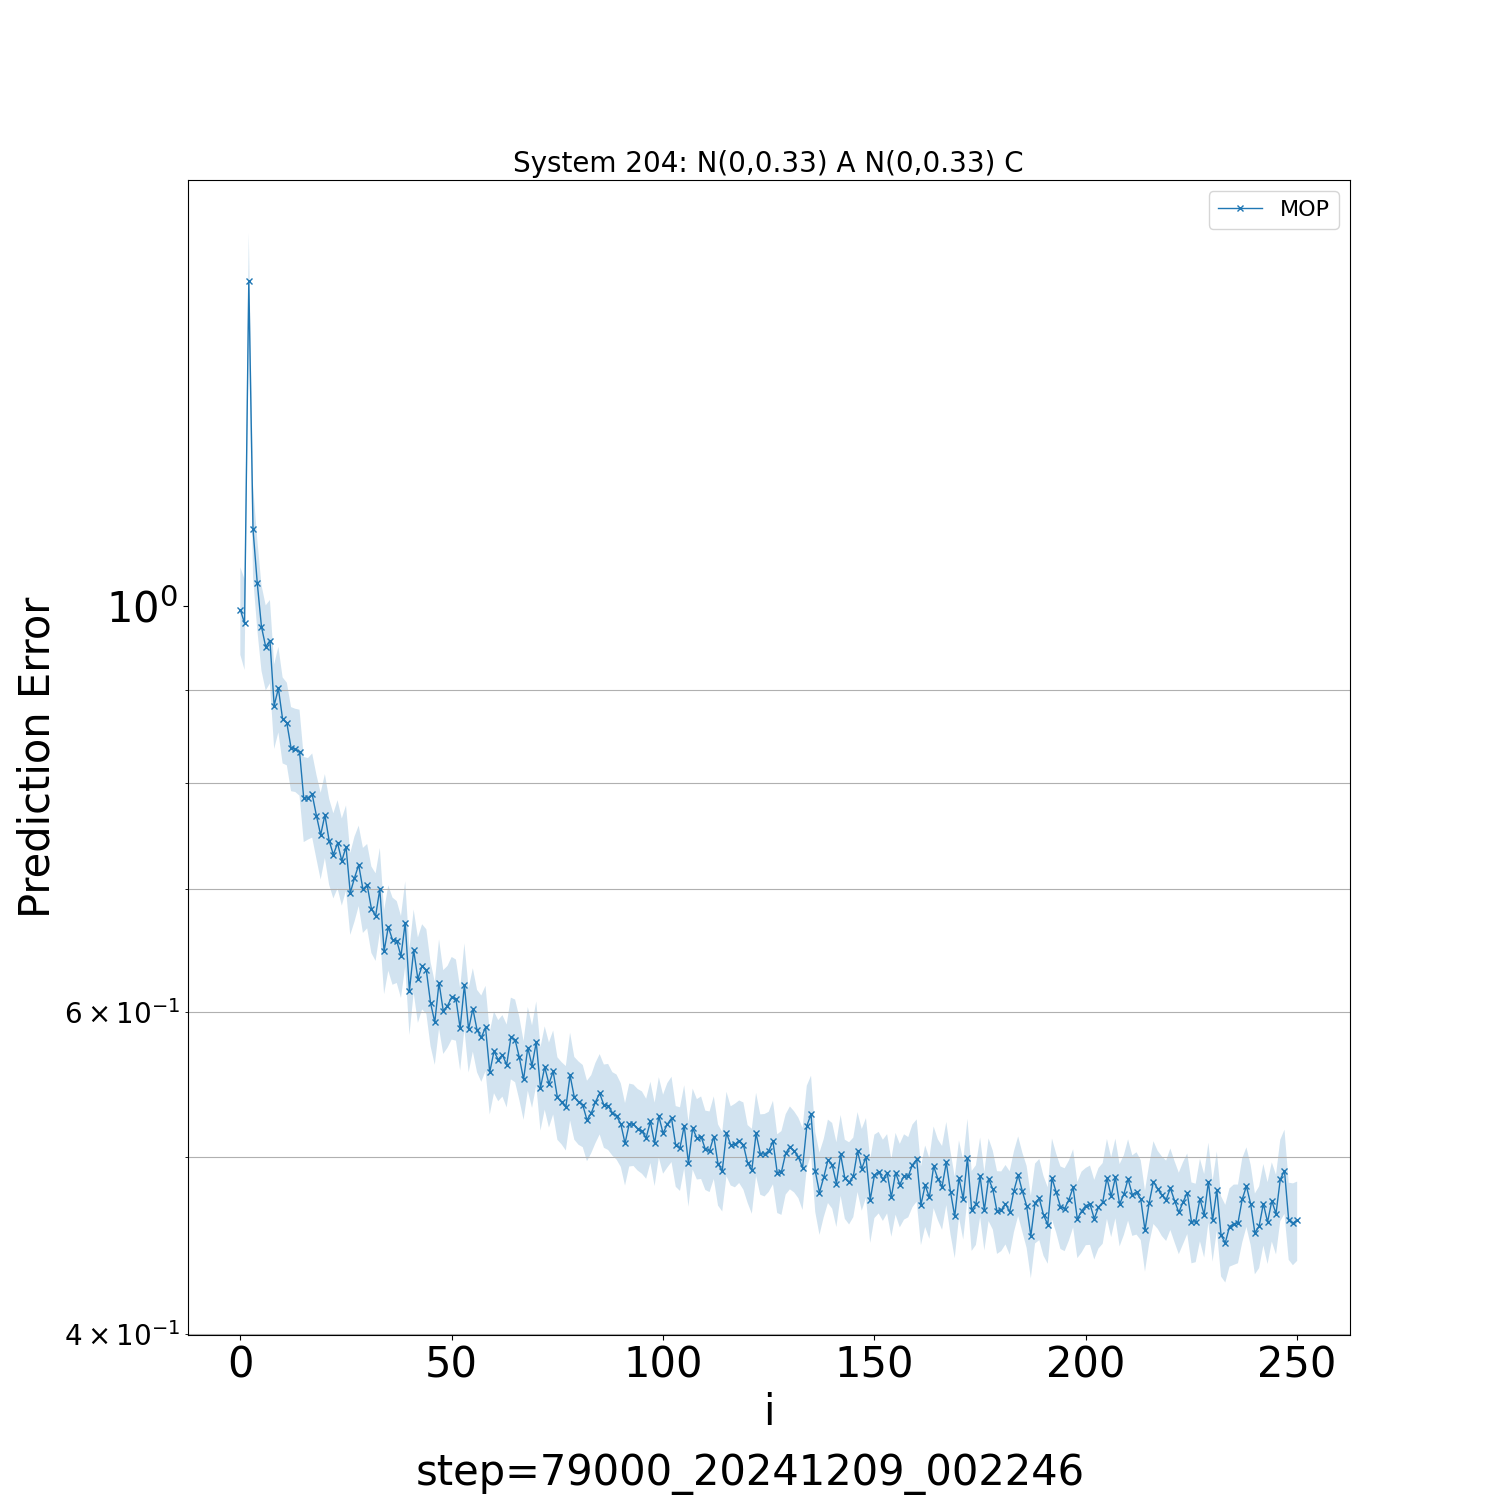 System 204: N(0,0.33) A N(0,0.33) C
MOP
Prediction Error
10⁰
6 × 10⁻¹
4 × 10⁻¹
0 50 100 150 200 250
i
step=79000_20241209_002246